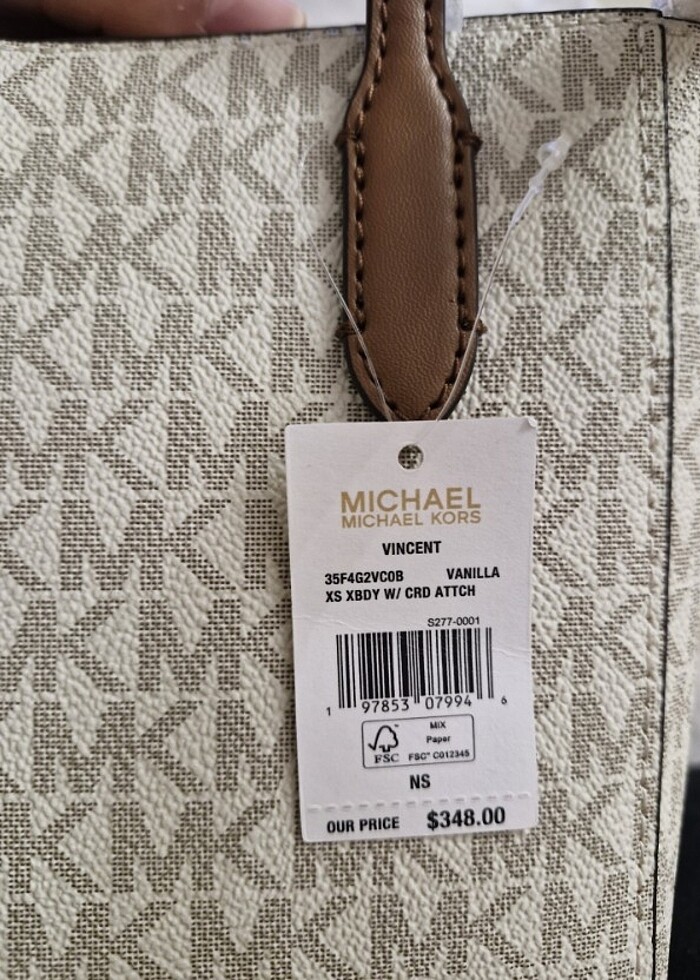 MICHAEL
MICHAEL KORS
VINCENT
35F4G2VC0B VANILLA
XS XBDY W/ CRD ATTCH
S277-0001
1 97853 07994 6
FSC
MIX
Paper
FSC® C012345
NS
OUR PRICE $348.00